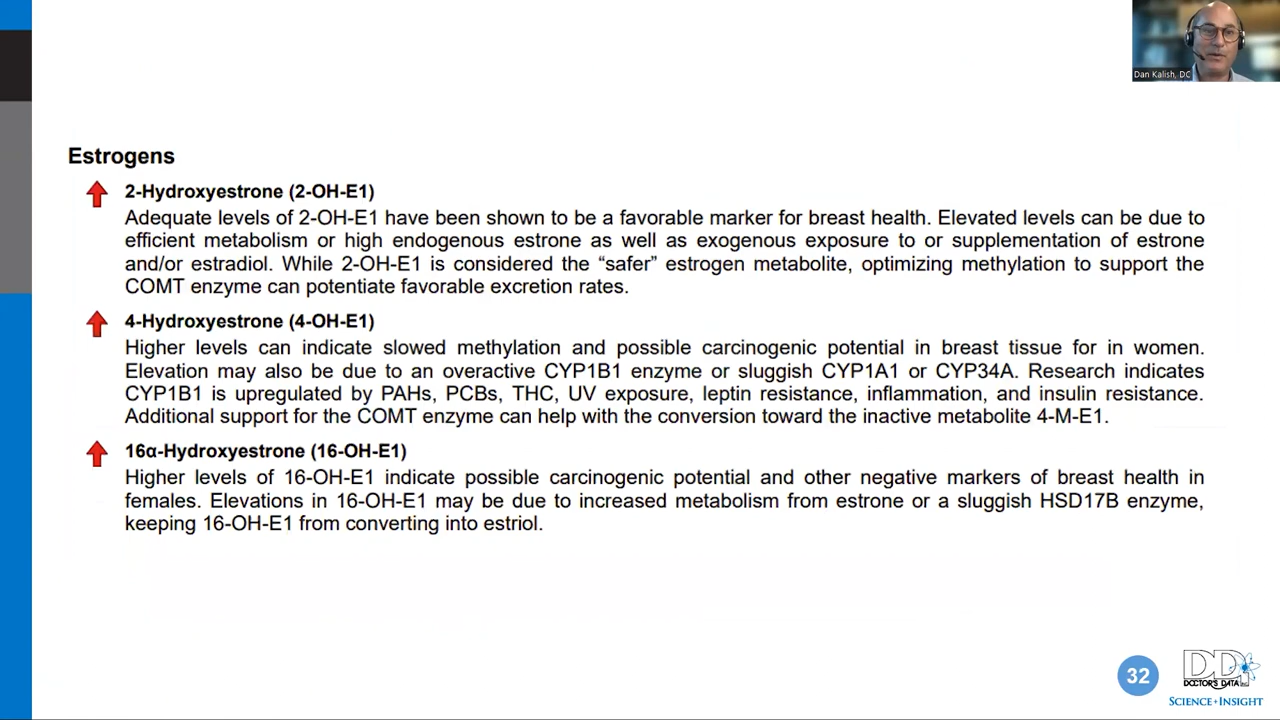 Dan Kalish, DC
Estrogens
2-Hydroxyestrone (2-OH-E1)
Adequate levels of 2-OH-E1 have been shown to be a favorable marker for breast health. Elevated levels can be due to
efficient metabolism or high endogenous estrone as well as exogenous exposure to or supplementation of estrone
and/or estradiol. While 2-OH-E1 is considered the “safer” estrogen metabolite, optimizing methylation to support the
COMT enzyme can potentiate favorable excretion rates.
4-Hydroxyestrone (4-OH-E1)
Higher levels can indicate slowed methylation and possible carcinogenic potential in breast tissue for in women.
Elevation may also be due to an overactive CYP1B1 enzyme or sluggish CYP1A1 or CYP34A. Research indicates
CYP1B1 is upregulated by PAHs, PCBs, THC, UV exposure, leptin resistance, inflammation, and insulin resistance.
Additional support for the COMT enzyme can help with the conversion toward the inactive metabolite 4-M-E1.
16α-Hydroxyestrone (16-OH-E1)
Higher levels of 16-OH-E1 indicate possible carcinogenic potential and other negative markers of breast health in
females. Elevations in 16-OH-E1 may be due to increased metabolism from estrone or a sluggish HSD17B enzyme,
keeping 16-OH-E1 from converting into estriol.
32
DDI
DOCTOR'S DATA INC
SCIENCE + INSIGHT